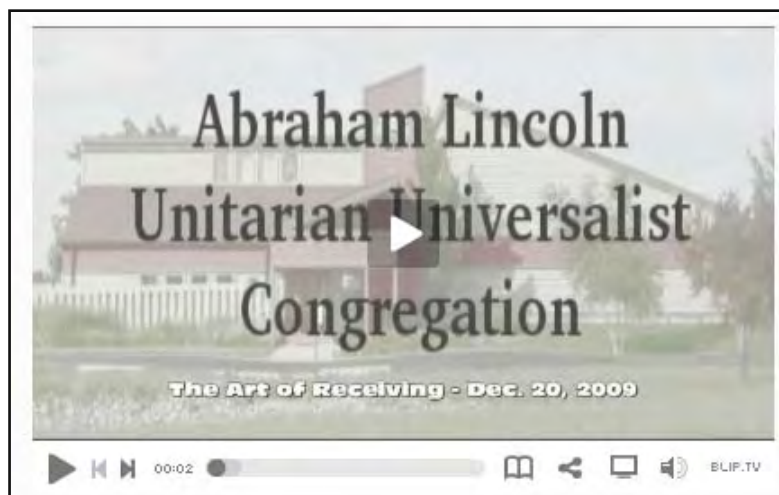 Abraham Lincoln
Unitarian Universalist
Congregation
The Art of Receiving - Dec. 20, 2009
00:02 BLIP.TV